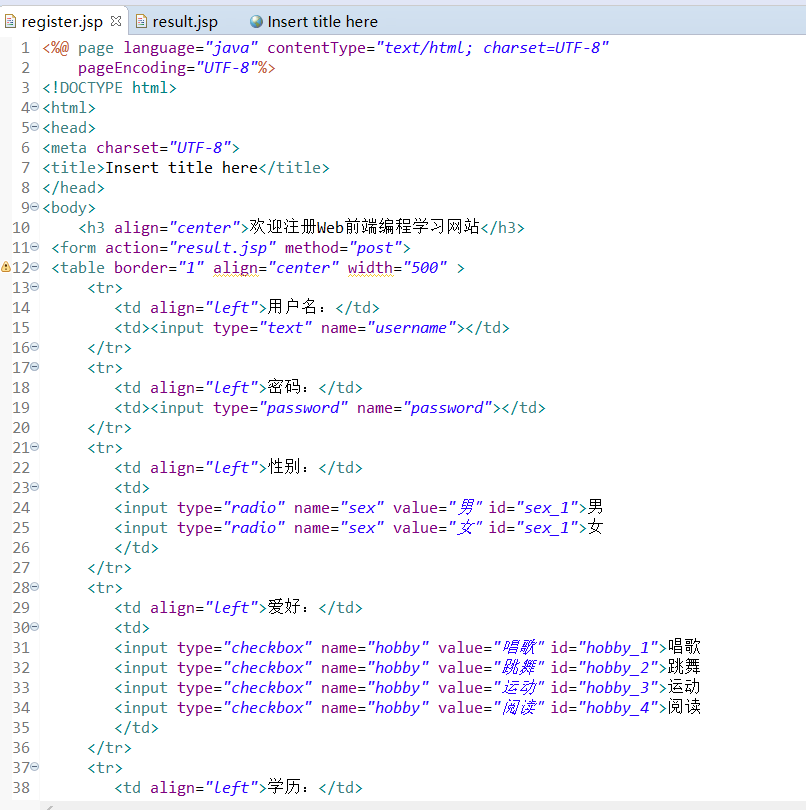 register.jsp result.jsp Insert title here
1 <%@ page language="java" contentType="text/html; charset=UTF-8"
2 pageEncoding="UTF-8"%>
3 <!DOCTYPE html>
4 <html>
5 <head>
6 <meta charset="UTF-8">
7 <title>Insert title here</title>
8 </head>
9 <body>
10 <h3 align="center">欢迎注册Web前端编程学习网站</h3>
11 <form action="result.jsp" method="post">
12 <table border="1" align="center" width="500" >
13 <tr>
14 <td align="left">用户名：</td>
15 <td><input type="text" name="username"></td>
16 </tr>
17 <tr>
18 <td align="left">密码：</td>
19 <td><input type="password" name="password"></td>
20 </tr>
21 <tr>
22 <td align="left">性别：</td>
23 <td>
24 <input type="radio" name="sex" value="男" id="sex_1">男
25 <input type="radio" name="sex" value="女" id="sex_1">女
26 </td>
27 </tr>
28 <tr>
29 <td align="left">爱好：</td>
30 <td>
31 <input type="checkbox" name="hobby" value="唱歌" id="hobby_1">唱歌
32 <input type="checkbox" name="hobby" value="跳舞" id="hobby_2">跳舞
33 <input type="checkbox" name="hobby" value="运动" id="hobby_3">运动
34 <input type="checkbox" name="hobby" value="阅读" id="hobby_4">阅读
35 </td>
36 </tr>
37 <tr>
38 <td align="left">学历：</td>